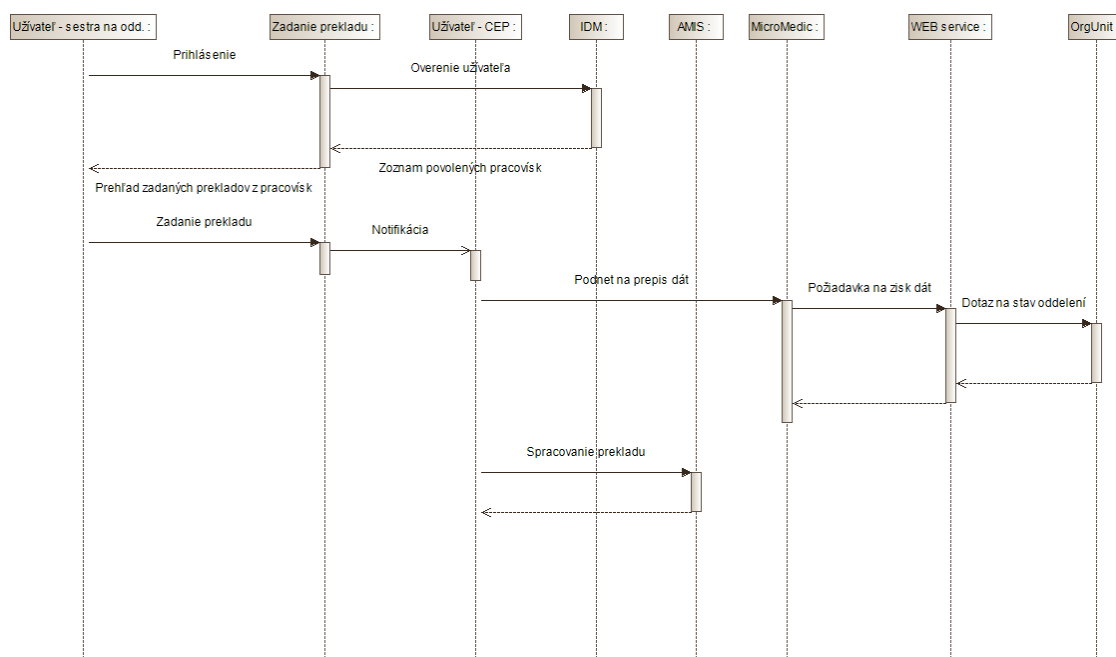 Užívateľ - sestra na odd. :
Zadanie prekladu :
Užívateľ - CEP :
IDM :
AMIS :
MicroMedic :
WEB service :
OrgUnit
Prihlásenie
Overenie užívateľa
Zoznam povolených pracovísk
Prehľad zadaných prekladov z pracovísk
Zadanie prekladu
Notifikácia
Podnet na prepis dát
Požiadavka na zisk dát
Dotaz na stav oddelení
Spracovanie prekladu